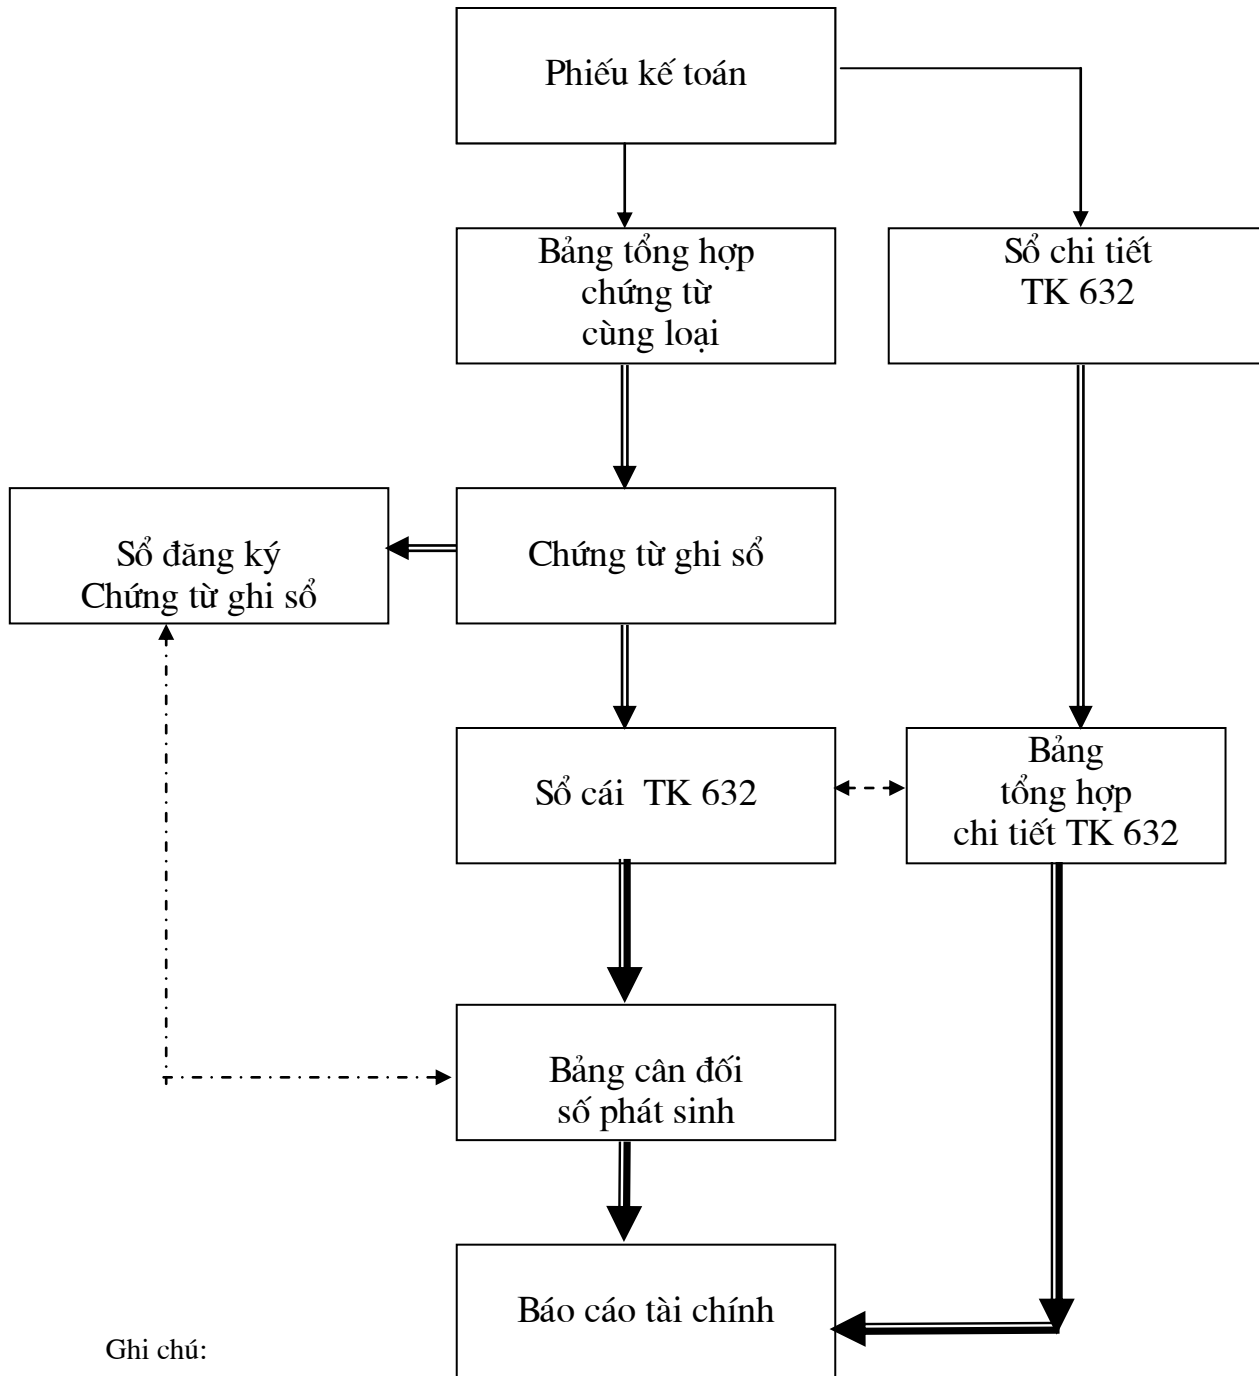 Phiếu kế toán
Bảng tổng hợp
chứng từ
cùng loại
Sổ chi tiết
TK 632
Sổ đăng ký
Chứng từ ghi sổ
Chứng từ ghi sổ
Sổ cái TK 632
Bảng
tổng hợp
chi tiết TK 632
Bảng cân đối
số phát sinh
Báo cáo tài chính
Ghi chú: